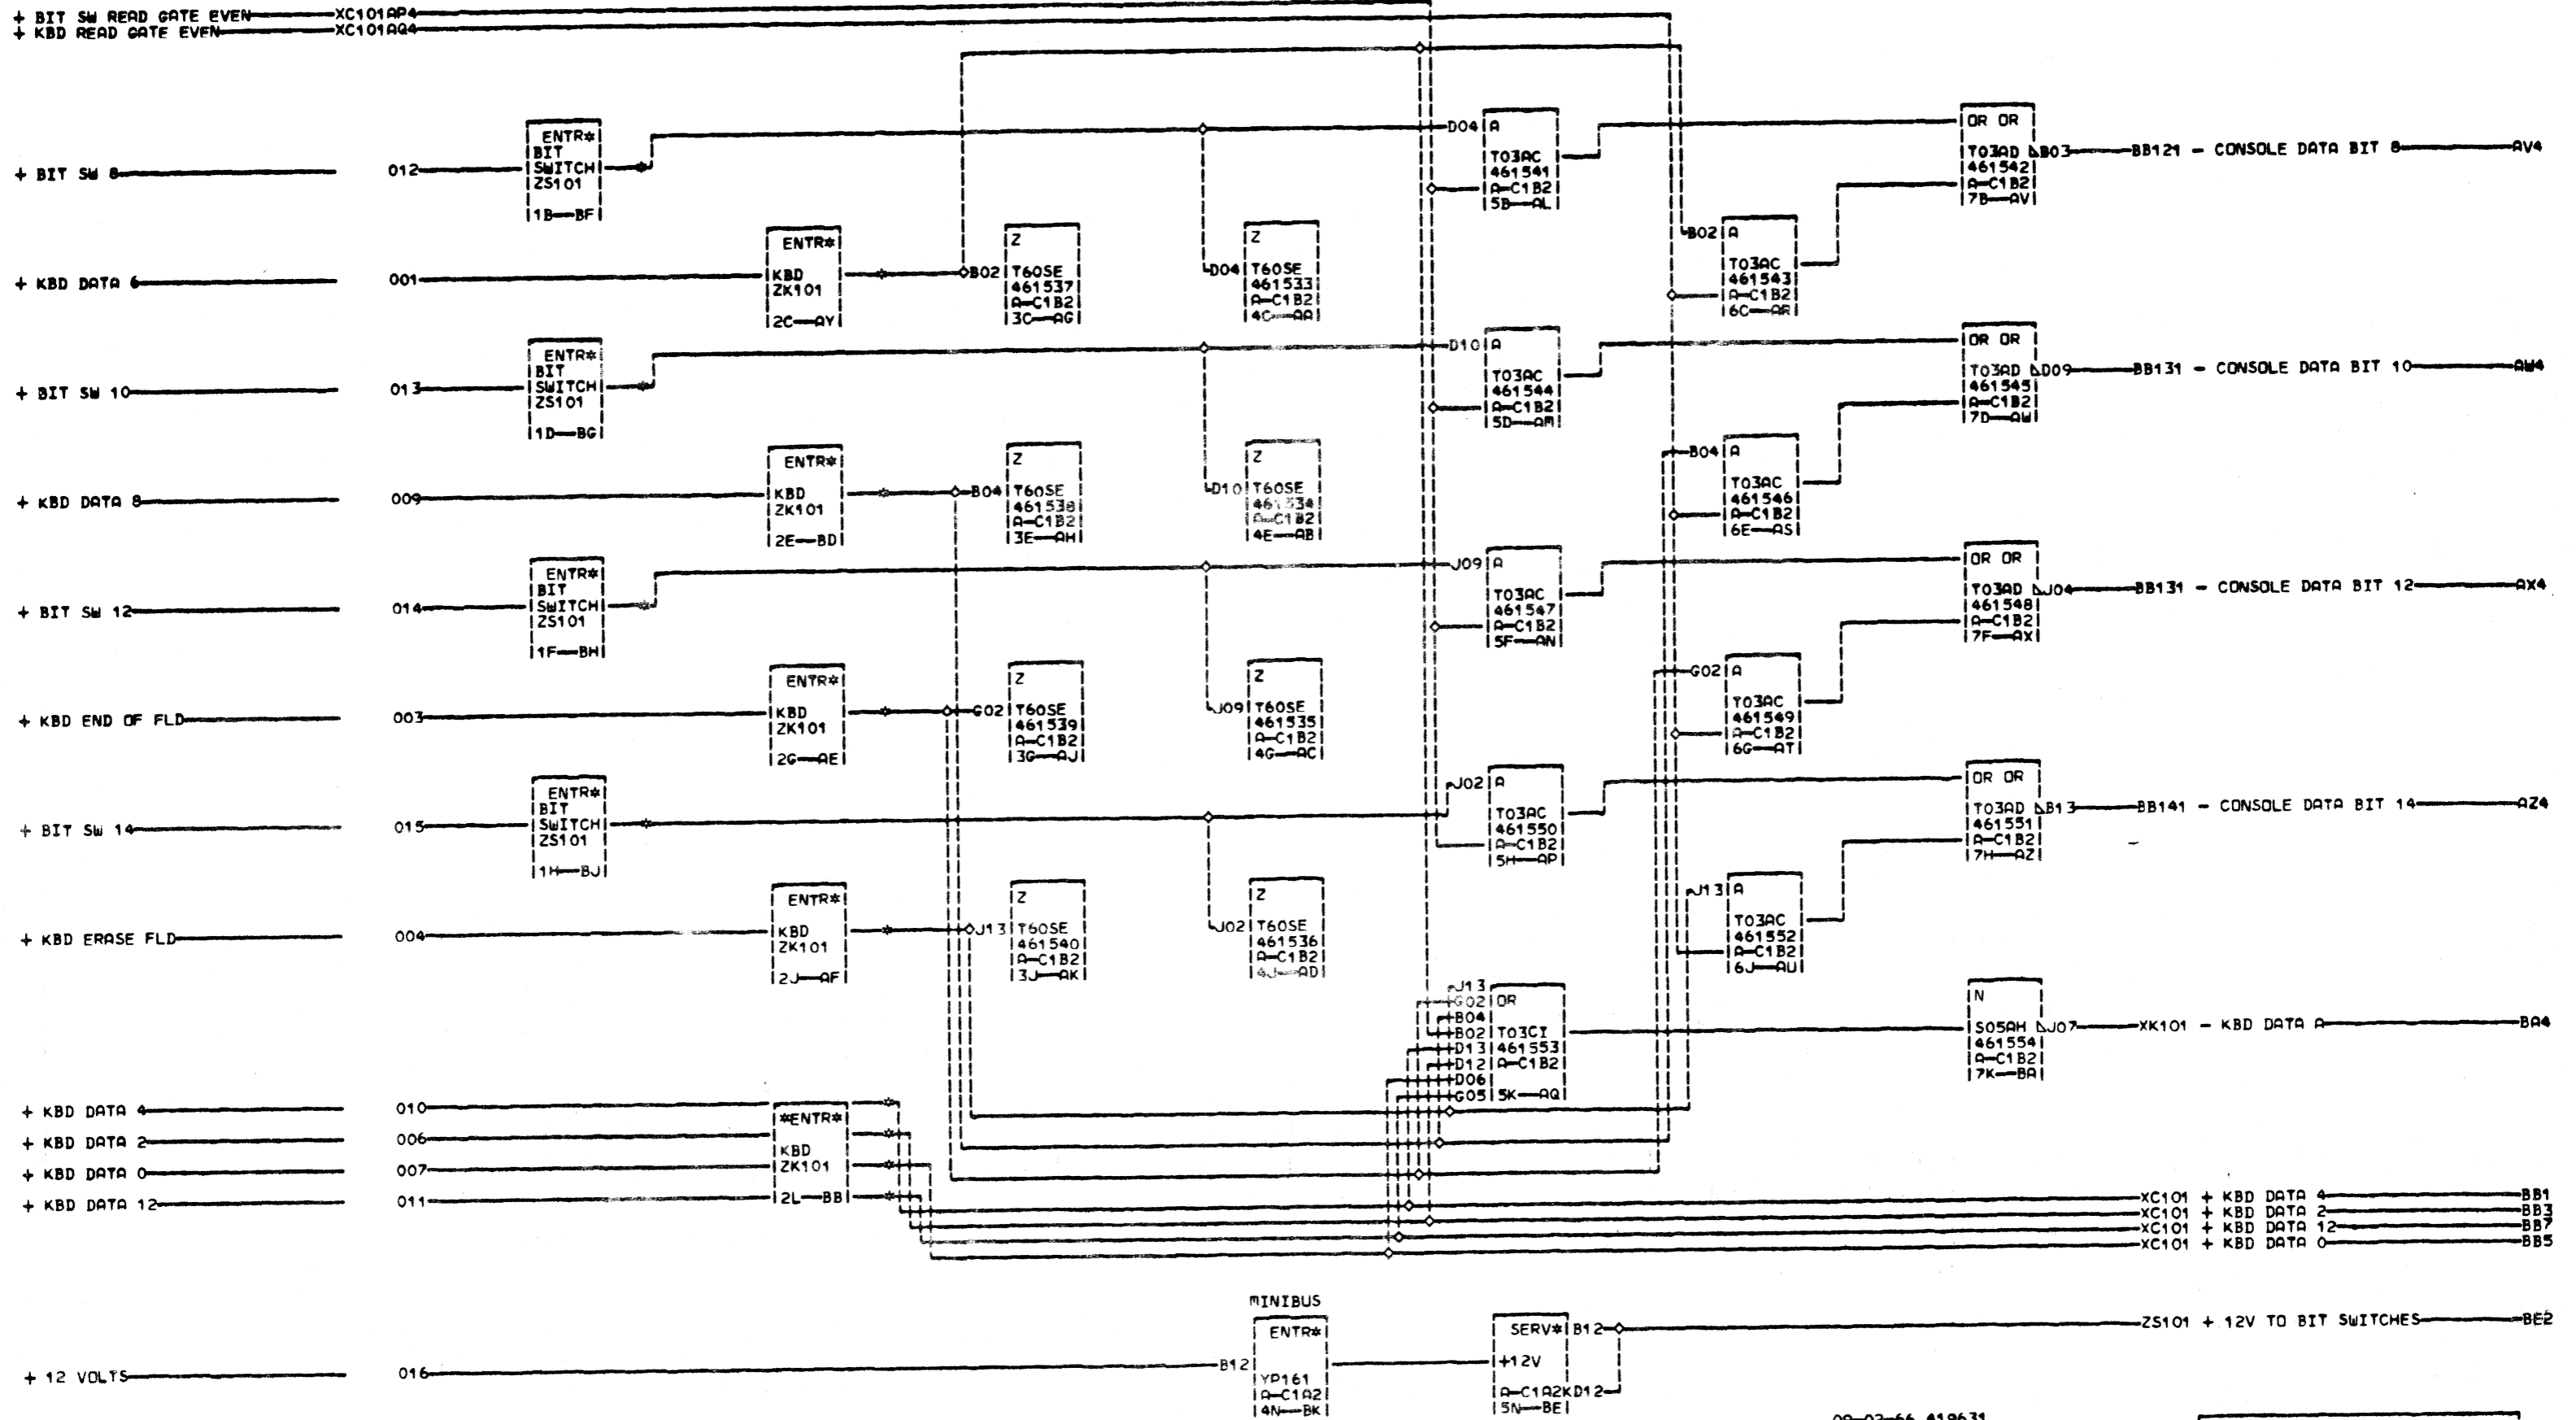 + BIT SW READ GATE EVEN XC101AP4
+ KBD READ GATE EVEN XC101AQ4
+ BIT SW 8 012
ENTR*
BIT
SWITCH
ZS101
1B BF
D04 A
T03AC
461541
A-C1B2
5B AL
OR OR
T03AD B03 BB121 - CONSOLE DATA BIT 8 AV4
461542
A-C1B2
7B AV
+ KBD DATA 6 001
ENTR*
KBD
ZK101
2C AY
Z
B02 T60SE
461537
A-C1B2
3C AG
Z
D04 T60SE
461533
A-C1B2
4C AA
B02 A
T03AC
461543
A-C1B2
6C AR
+ BIT SW 10 013
ENTR*
BIT
SWITCH
ZS101
1D BG
D10 A
T03AC
461544
A-C1B2
5D AM
OR OR
T03AD D09 BB131 - CONSOLE DATA BIT 10 AW4
461545
A-C1B2
7D AW
+ KBD DATA 8 009
ENTR*
KBD
ZK101
2E BD
Z
B04 T60SE
461538
A-C1B2
3E AH
Z
D10 T60SE
461534
A-C1B2
4E AB
B04 A
T03AC
461546
A-C1B2
6E AS
+ BIT SW 12 014
ENTR*
BIT
SWITCH
ZS101
1F BH
J09 A
T03AC
461547
A-C1B2
5F AN
OR OR
T03AD J04 BB131 - CONSOLE DATA BIT 12 AX4
461548
A-C1B2
7F AX
+ KBD END OF FLD 003
ENTR*
KBD
ZK101
2G AE
Z
G02 T60SE
461539
A-C1B2
3G AJ
Z
J09 T60SE
461535
A-C1B2
4G AC
G02 A
T03AC
461549
A-C1B2
6G AT
+ BIT SW 14 015
ENTR*
BIT
SWITCH
ZS101
1H BJ
J02 A
T03AC
461550
A-C1B2
5H AP
OR OR
T03AD B13 BB141 - CONSOLE DATA BIT 14 AZ4
461551
A-C1B2
7H AZ
+ KBD ERASE FLD 004
ENTR*
KBD
ZK101
2J AF
Z
J13 T60SE
461540
A-C1B2
3J AK
Z
J02 T60SE
461536
A-C1B2
4J AD
J13 A
T03AC
461552
A-C1B2
6J AU
J13
G02 OR
B04
B02 T03CI
D13 461553
D12 A-C1B2
D06
G05 5K AQ
N
S05AH J07 XK101 - KBD DATA A BA4
461554
A-C1B2
7K BA
+ KBD DATA 4 010
+ KBD DATA 2 006
+ KBD DATA 0 007
+ KBD DATA 12 011
*ENTR*
KBD
ZK101
2L BB
XC101 + KBD DATA 4 BB1
XC101 + KBD DATA 2 BB3
XC101 + KBD DATA 12 BB7
XC101 + KBD DATA 0 BB5
+ 12 VOLTS 016
MINIBUS
ENTR*
B12
YP161
A-C1A2
4N BK
SERV* B12
+12V
A-C1A2KD12
5N BE
ZS101 + 12V TO BIT SWITCHES BE2